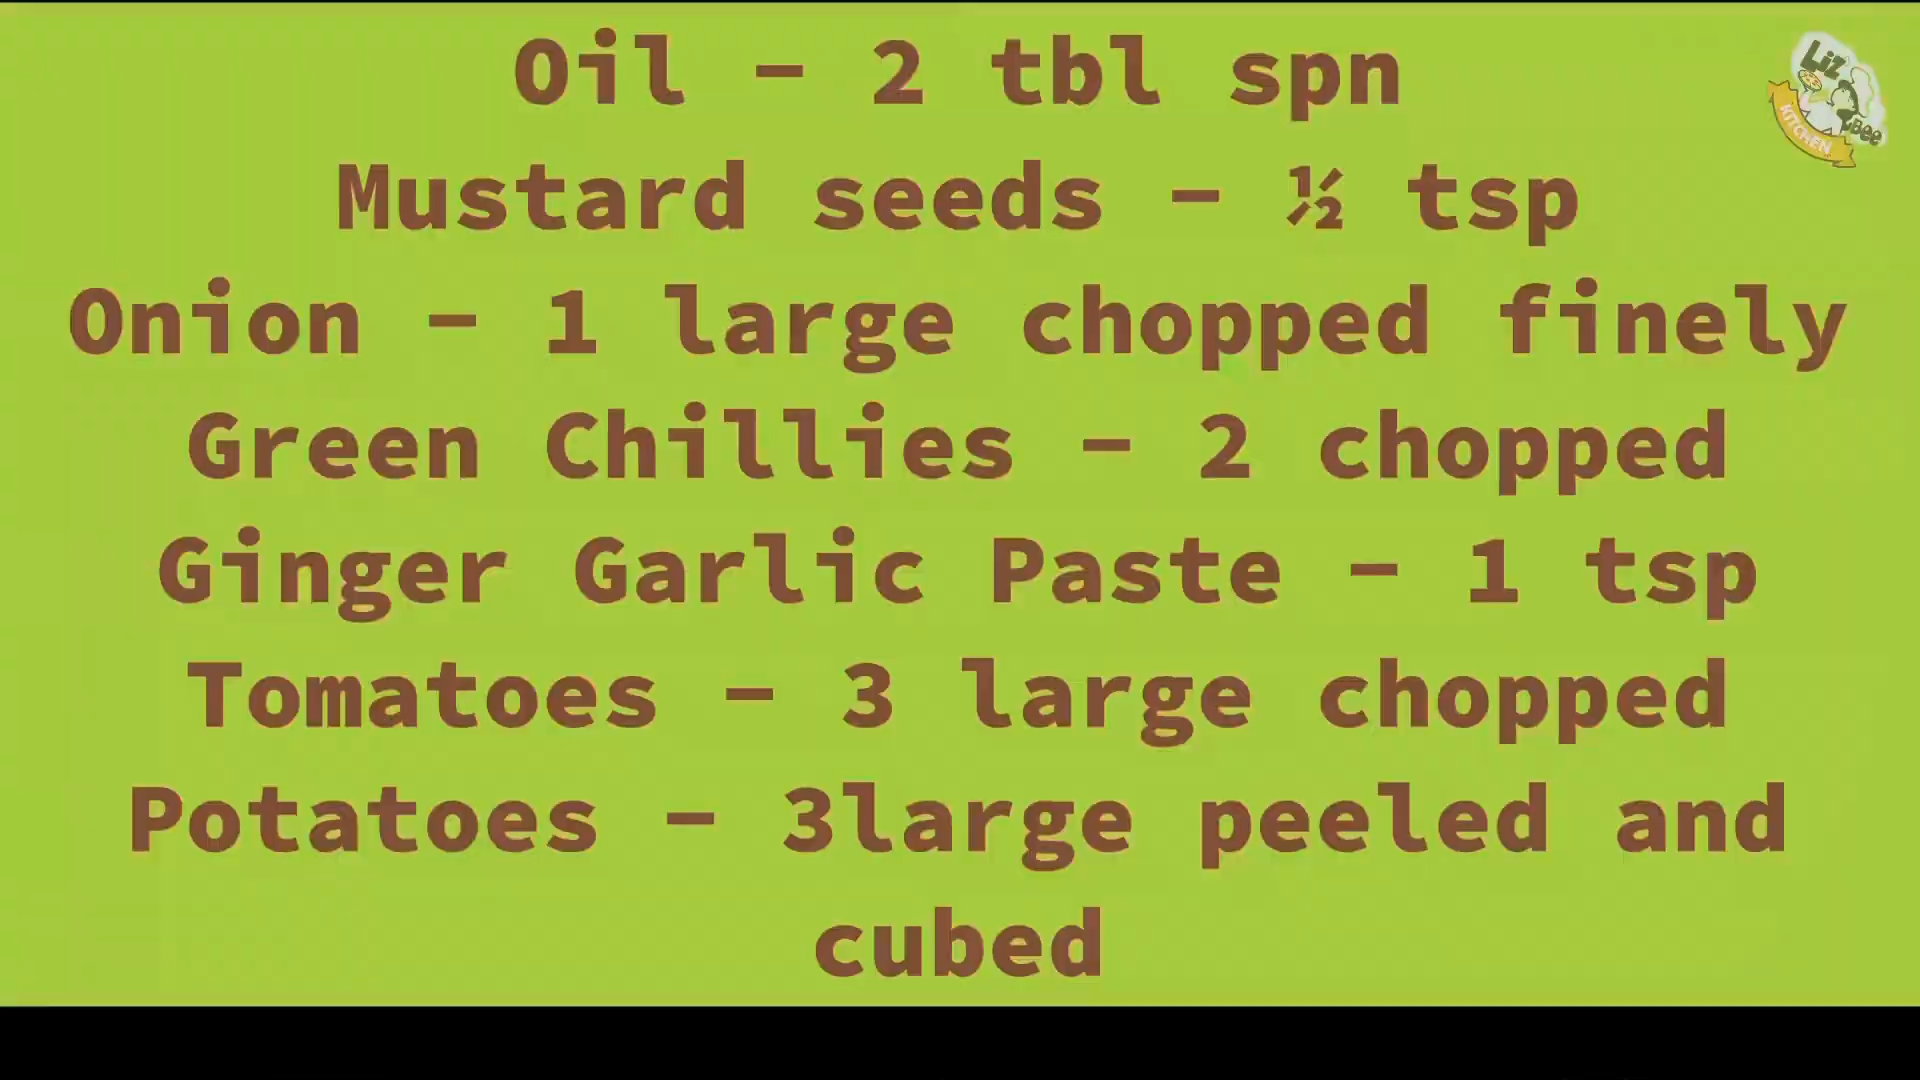 Oil - 2 tbl spn
Mustard seeds - ½ tsp
Onion - 1 large chopped finely
Green Chillies - 2 chopped
Ginger Garlic Paste - 1 tsp
Tomatoes - 3 large chopped
Potatoes - 3large peeled and
cubed
Liz
Bee
KITCHEN